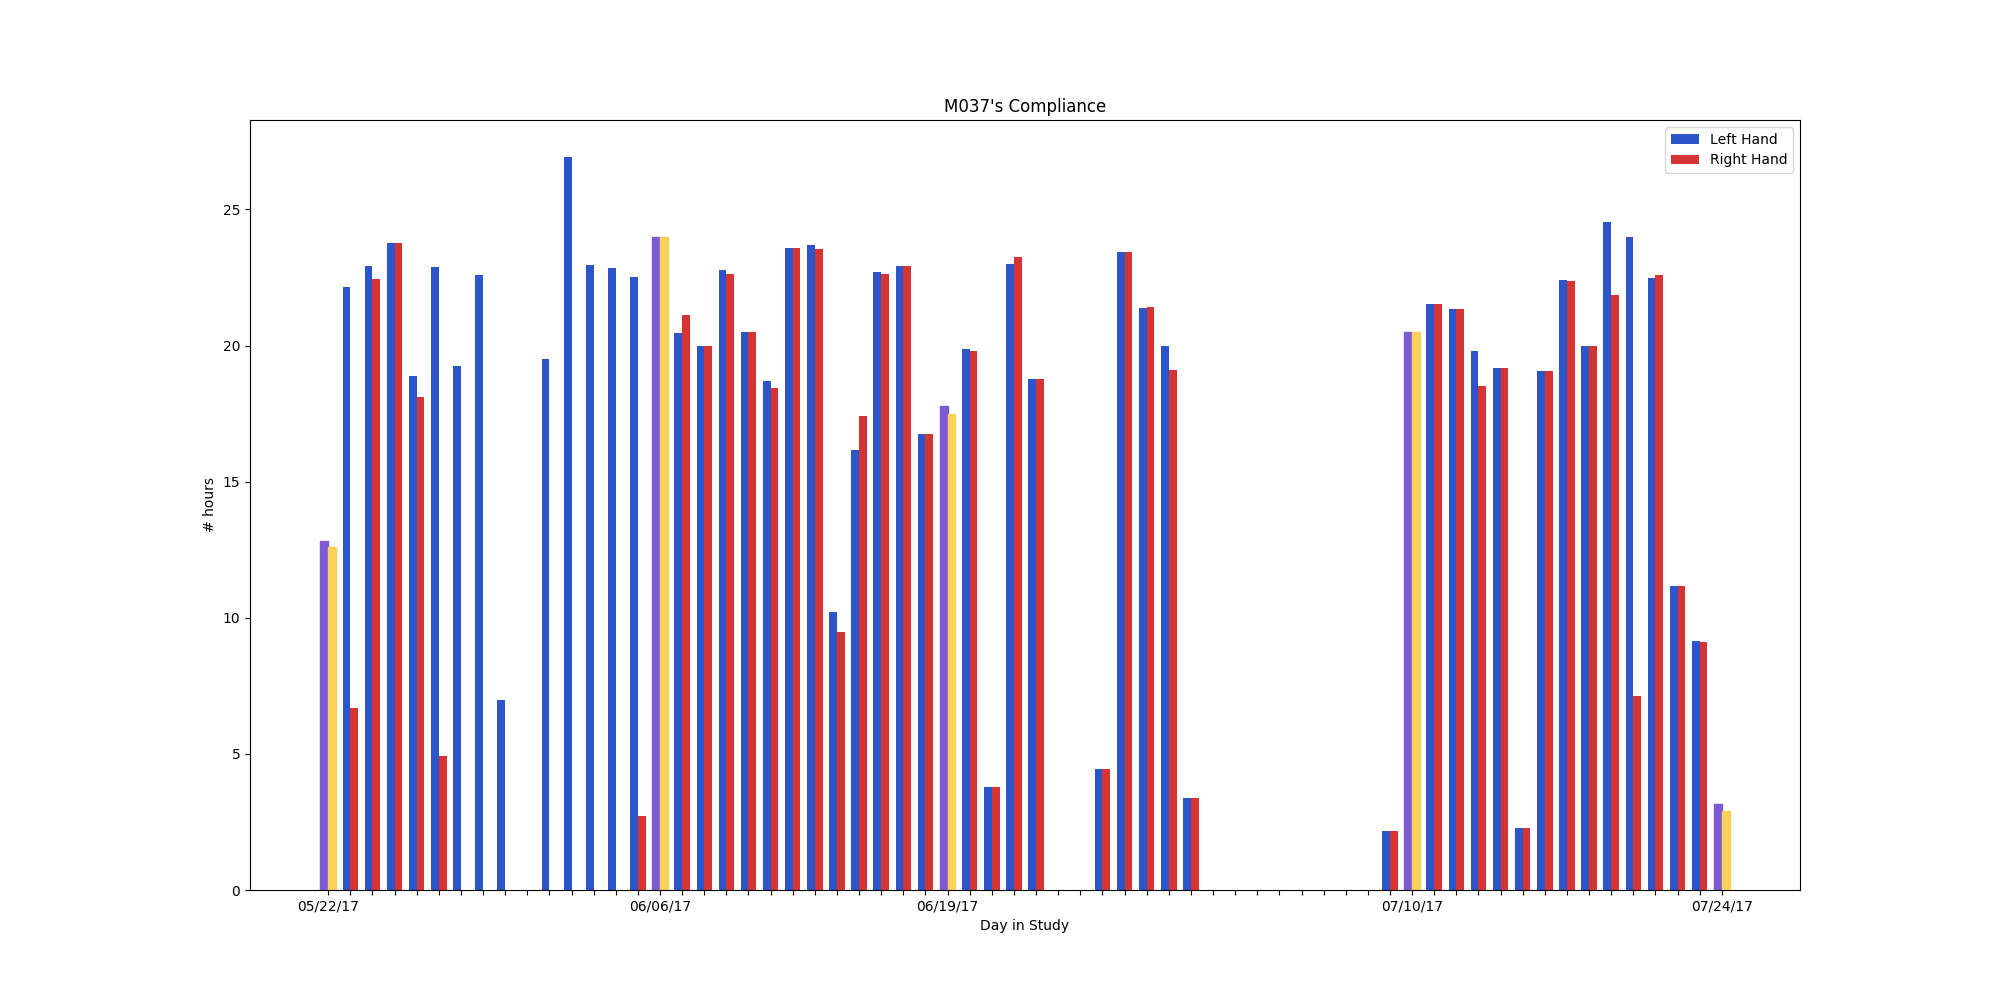 M037's Compliance
Left Hand
Right Hand
25
20
15
10
5
0
# hours
05/22/17 06/06/17 06/19/17 07/10/17 07/24/17
Day in Study